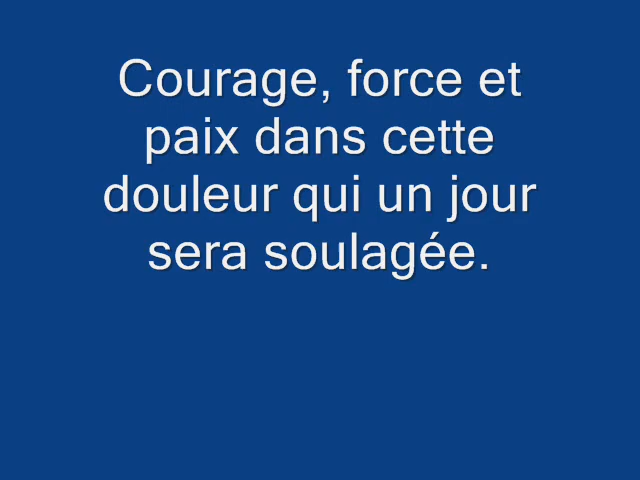 Courage, force et
paix dans cette
douleur qui un jour
sera soulagée.